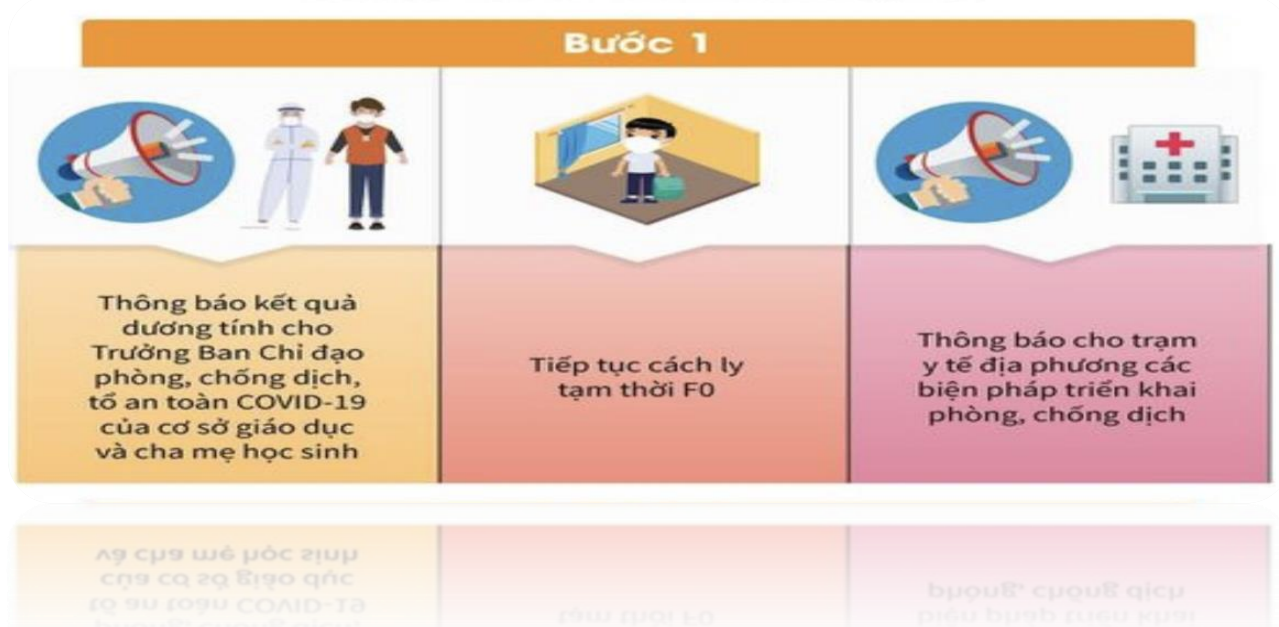 Bước 1
Thông báo kết quả
dương tính cho
Trưởng Ban Chỉ đạo
phòng, chống dịch,
tổ an toàn COVID-19
của cơ sở giáo dục
và cha mẹ học sinh
Tiếp tục cách ly
tạm thời F0
Thông báo cho trạm
y tế địa phương các
biện pháp triển khai
phòng, chống dịch